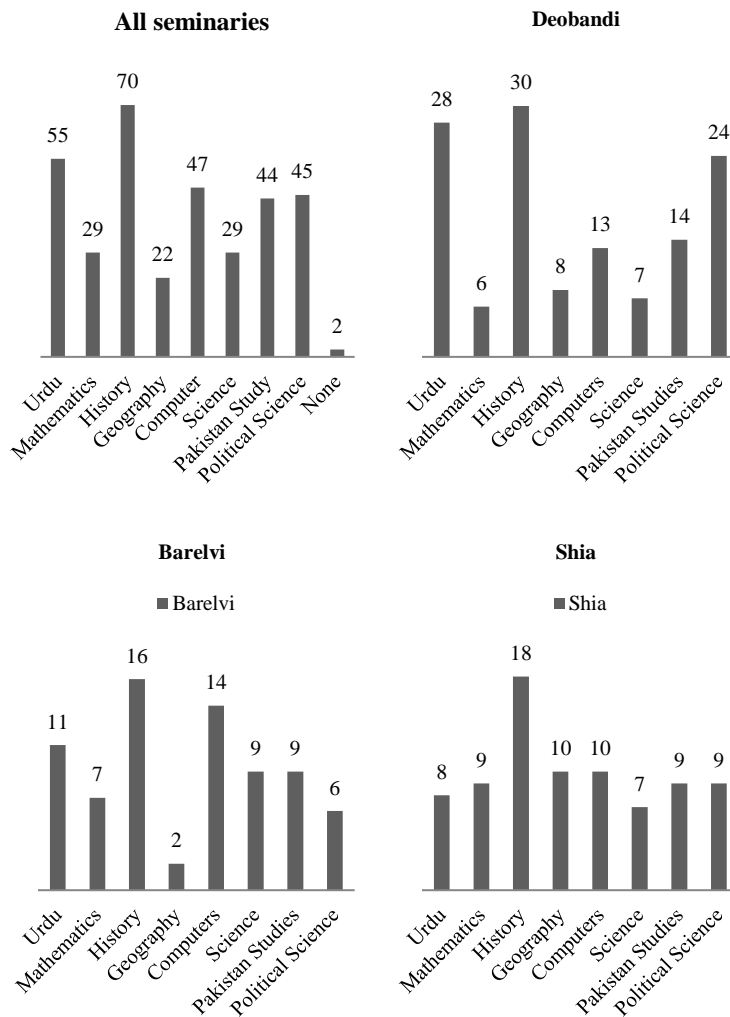 All seminaries
55
29
70
22
47
29
44
45
2
Urdu
Mathematics
History
Geography
Computer
Science
Pakistan Study
Political Science
None
Deobandi
28
6
30
8
13
7
14
24
Urdu
Mathematics
History
Geography
Computers
Science
Pakistan Studies
Political Science
Barelvi
Barelvi
11
7
16
2
14
9
9
6
Urdu
Mathematics
History
Geography
Computers
Science
Pakistan Studies
Political Science
Shia
Shia
8
9
18
10
10
7
9
9
Urdu
Mathematics
History
Geography
Computers
Science
Pakistan Studies
Political Science